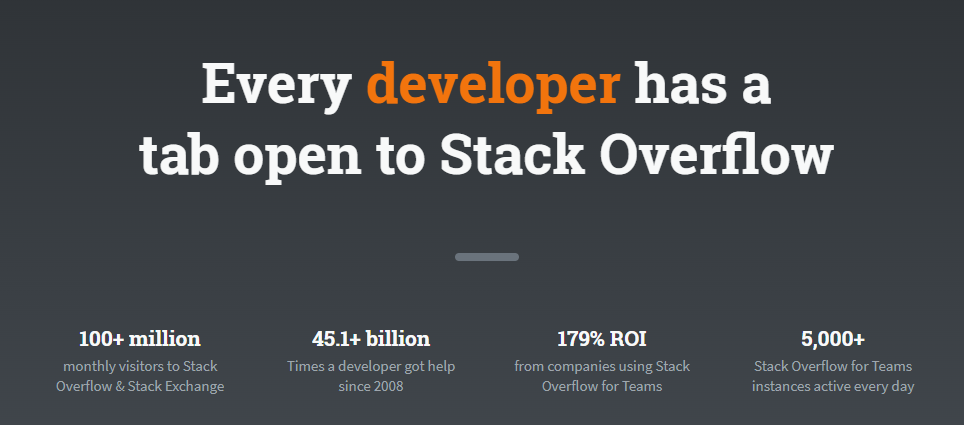 Every developer has a
tab open to Stack Overflow
100+ million
monthly visitors to Stack
Overflow & Stack Exchange
45.1+ billion
Times a developer got help
since 2008
179% ROI
from companies using Stack
Overflow for Teams
5,000+
Stack Overflow for Teams
instances active every day